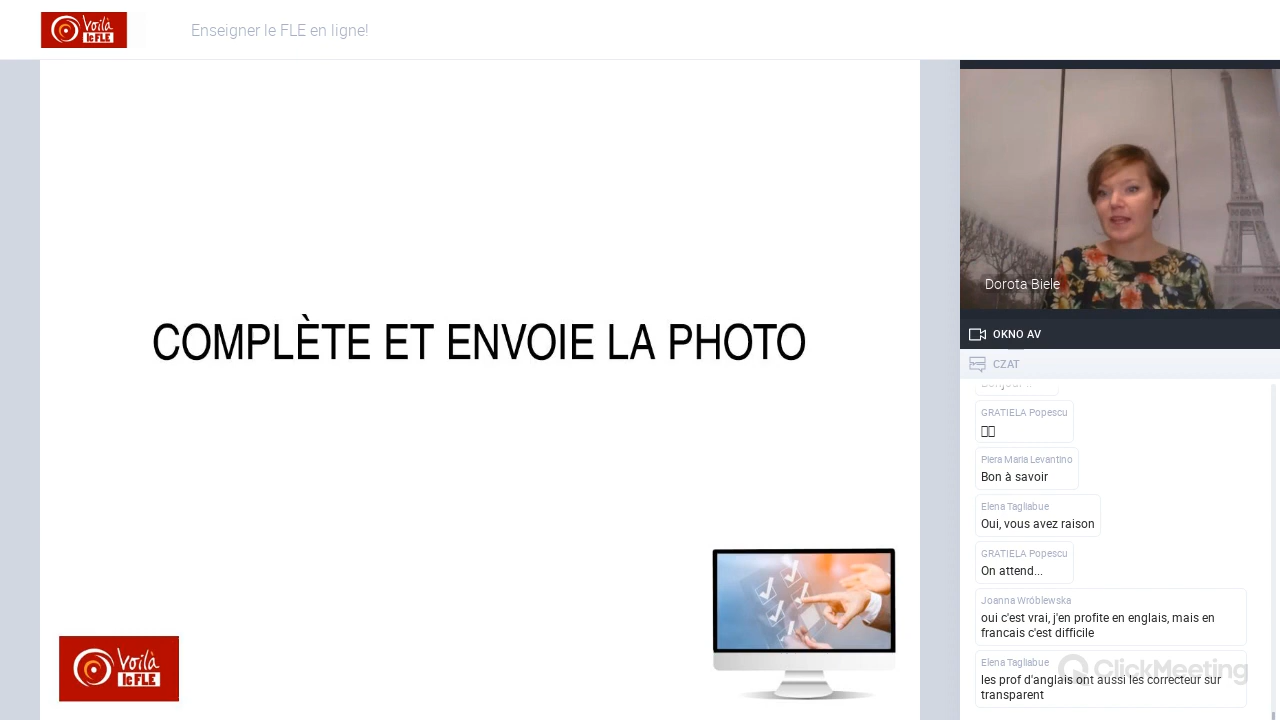 Voilà
le FLE
Enseigner le FLE en ligne!
COMPLÈTE ET ENVOIE LA PHOTO
Voilà
le FLE
Dorota Biele
OKNO AV
CZAT
Bonjour !!
GRATIELA Popescu
Piera Maria Levantino
Bon à savoir
Elena Tagliabue
Oui, vous avez raison
GRATIELA Popescu
On attend...
Joanna Wróblewska
oui c'est vrai, j'en profite en englais, mais en
francais c'est difficile
Elena Tagliabue
les prof d'anglais ont aussi les correcteur sur
transparent
ClickMeeting